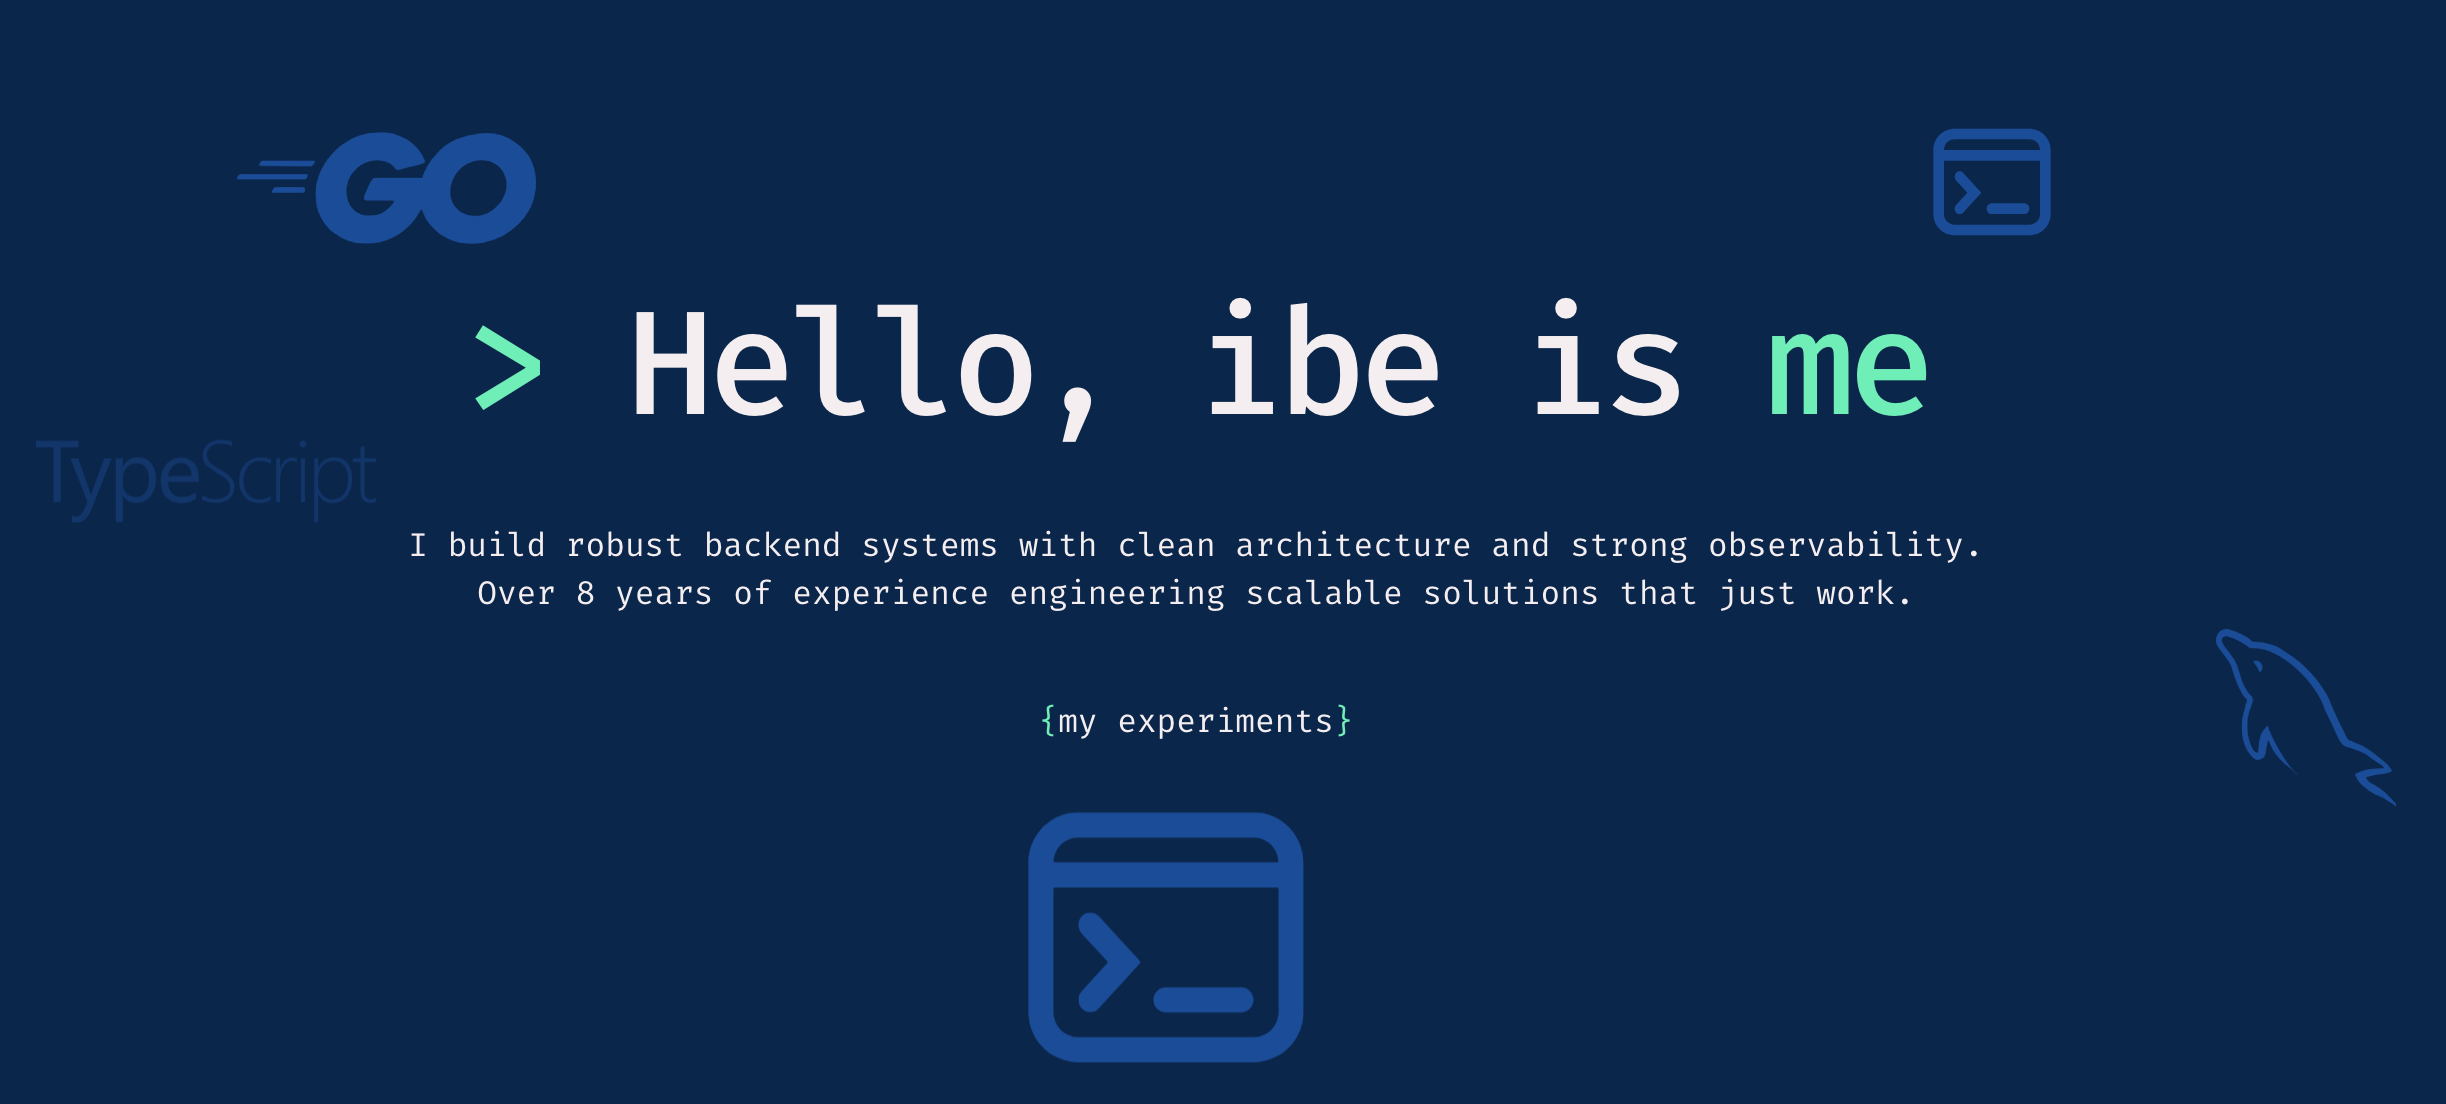 GO
> Hello, ibe is me
TypeScript
I build robust backend systems with clean architecture and strong observability.
Over 8 years of experience engineering scalable solutions that just work.
{my experiments}